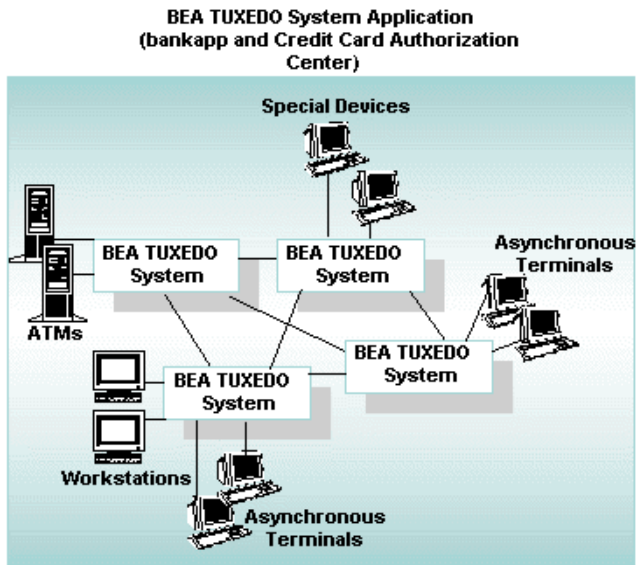 BEA TUXEDO System Application
(bankapp and Credit Card Authorization
Center)
Special Devices
BEA TUXEDO
System
BEA TUXEDO
System
Asynchronous
Terminals
ATMs
BEA TUXEDO
System
BEA TUXEDO
System
Workstations
Asynchronous
Terminals